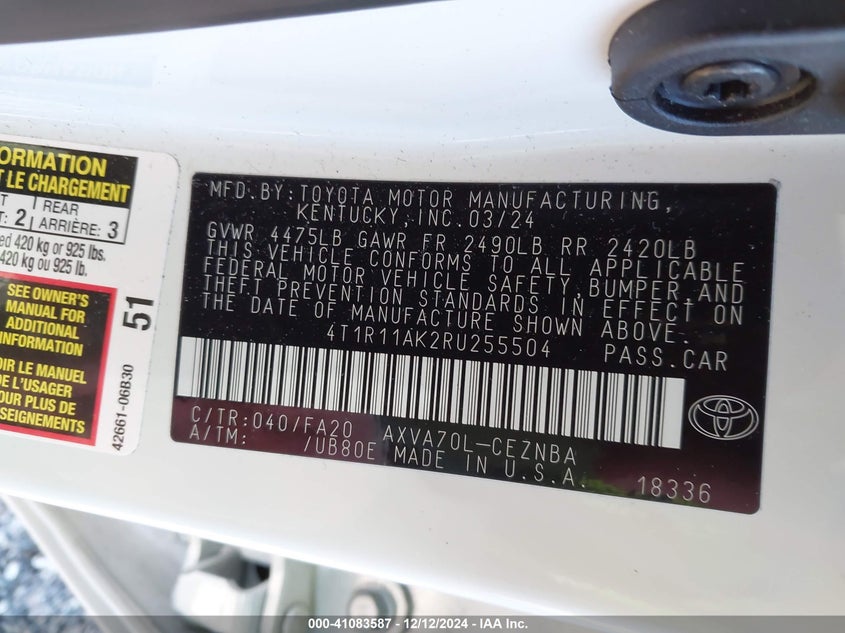 ORMATION
T LE CHARGEMENT
2
REAR
ARRIÈRE:
3
420 kg or 925 lbs.
420 kg ou 925 lb.
SEE OWNER'S
MANUAL FOR
ADDITIONAL
INFORMATION
LE MANUEL
DE L'USAGER
POUR PLUS DE
SEIGNEMENTS
51
42661-06B30
MFD BY: TOYOTA MOTOR MANUFACTURING,
KENTUCKY, INC. 03/24
GVWR 4475LB GAWR FR 2490LB RR 2420LB
THIS VEHICLE CONFORMS TO ALL APPLICABLE
FEDERAL MOTOR VEHICLE SAFETY, BUMPER, AND
THEFT PREVENTION STANDARDS IN EFFECT ON
THE DATE OF MANUFACTURE SHOWN ABOVE.
4T1R11AK2RU255504 PASS.CAR
C/TR:040/FA20 AXVA70L-CEZNBA
A/TM: /UB80E MADE IN U.S.A.
18336
000-41083587 - 12/12/2024 - IAA Inc.